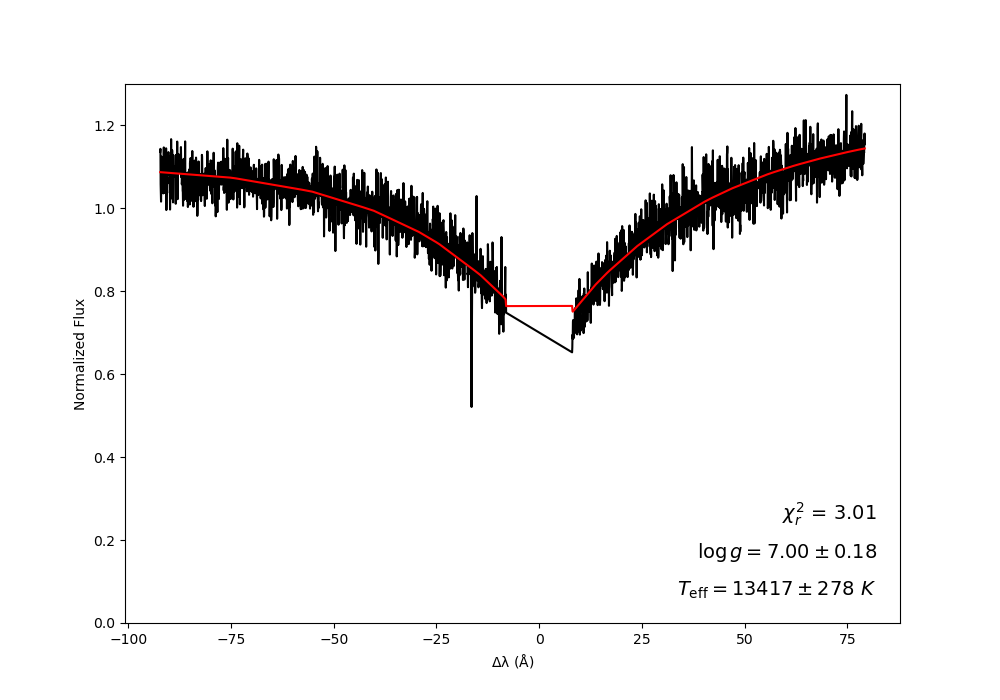 1.2
1.0
0.8
0.6
0.4
0.2
0.0
Normalized Flux
χ²ᵣ = 3.01
log g = 7.00 ± 0.18
T_eff = 13417 ± 278 K
−100 −75 −50 −25 0 25 50 75
Δλ (Å)